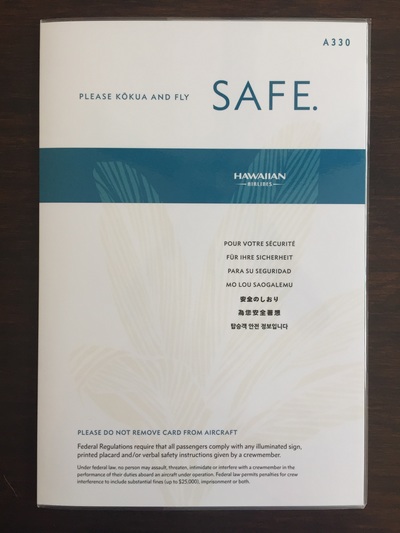 A330
PLEASE KŌKUA AND FLY SAFE.
HAWAIIAN
AIRLINES
POUR VOTRE SÉCURITÉ
FÜR IHRE SICHERHEIT
PARA SU SEGURIDAD
MO LOU SAOGALEMU
安全のしおり
為您安全著想
탑승객 안전 정보입니다
PLEASE DO NOT REMOVE CARD FROM AIRCRAFT
Federal Regulations require that all passengers comply with any illuminated sign,
printed placard and/or verbal safety instructions given by a crewmember.
Under federal law, no person may assault, threaten, intimidate or interfere with a crewmember in the
performance of their duties aboard an aircraft under operation. Federal law permits penalties for crew
interference to include substantial fines (up to $25,000), imprisonment or both.